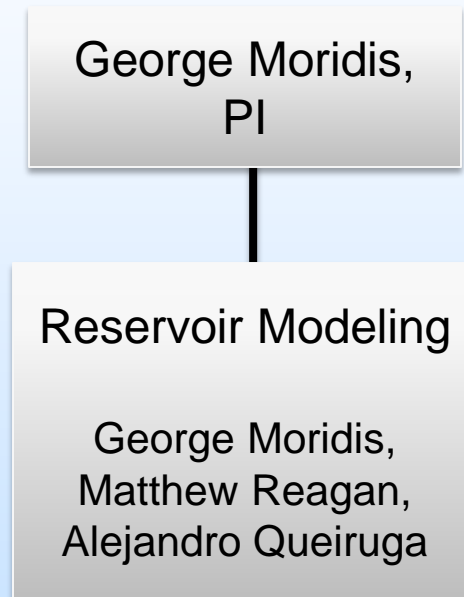 George Moridis,
PI
Reservoir Modeling
George Moridis,
Matthew Reagan,
Alejandro Queiruga